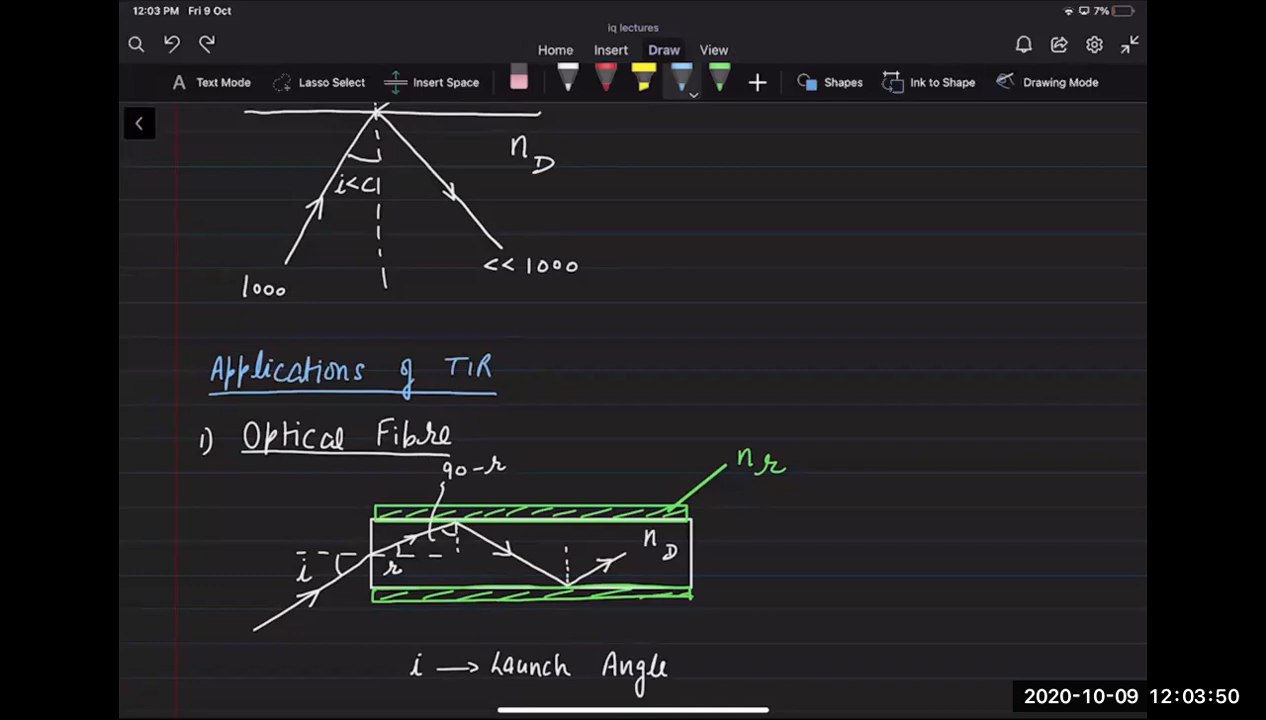 12:03 PM Fri 9 Oct
7%
iq lectures
Home Insert Draw View
A Text Mode Lasso Select Insert Space Shapes Ink to Shape Drawing Mode
n_D
i<C
1000
<< 1000
Applications of TIR
1) Optical Fibre
90-r
n_r
n_D
i
r
i → Launch Angle
2020-10-09 12:03:50